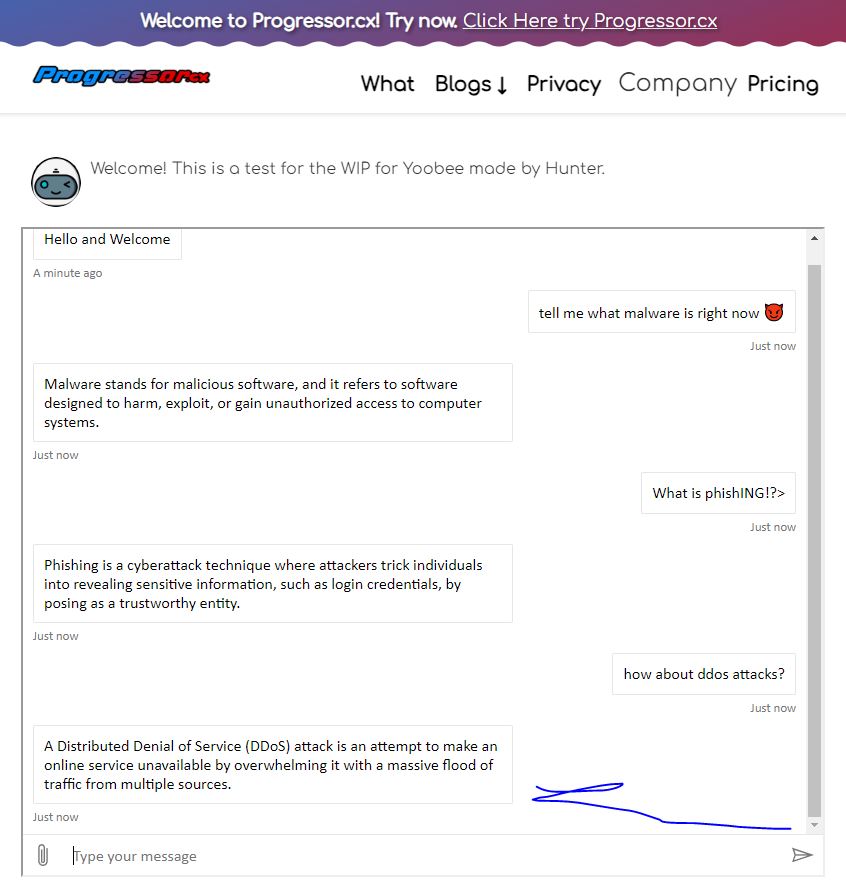 Welcome to Progressor.cx! Try now. Click Here try Progressor.cx
Progressor.cx
What Blogs↓ Privacy Company Pricing
Welcome! This is a test for the WIP for Yoobee made by Hunter.
Hello and Welcome
A minute ago
tell me what malware is right now 😈
Just now
Malware stands for malicious software, and it refers to software
designed to harm, exploit, or gain unauthorized access to computer
systems.
Just now
What is phishING!?>
Just now
Phishing is a cyberattack technique where attackers trick individuals
into revealing sensitive information, such as login credentials, by
posing as a trustworthy entity.
Just now
how about ddos attacks?
Just now
A Distributed Denial of Service (DDoS) attack is an attempt to make an
online service unavailable by overwhelming it with a massive flood of
traffic from multiple sources.
Just now
Type your message